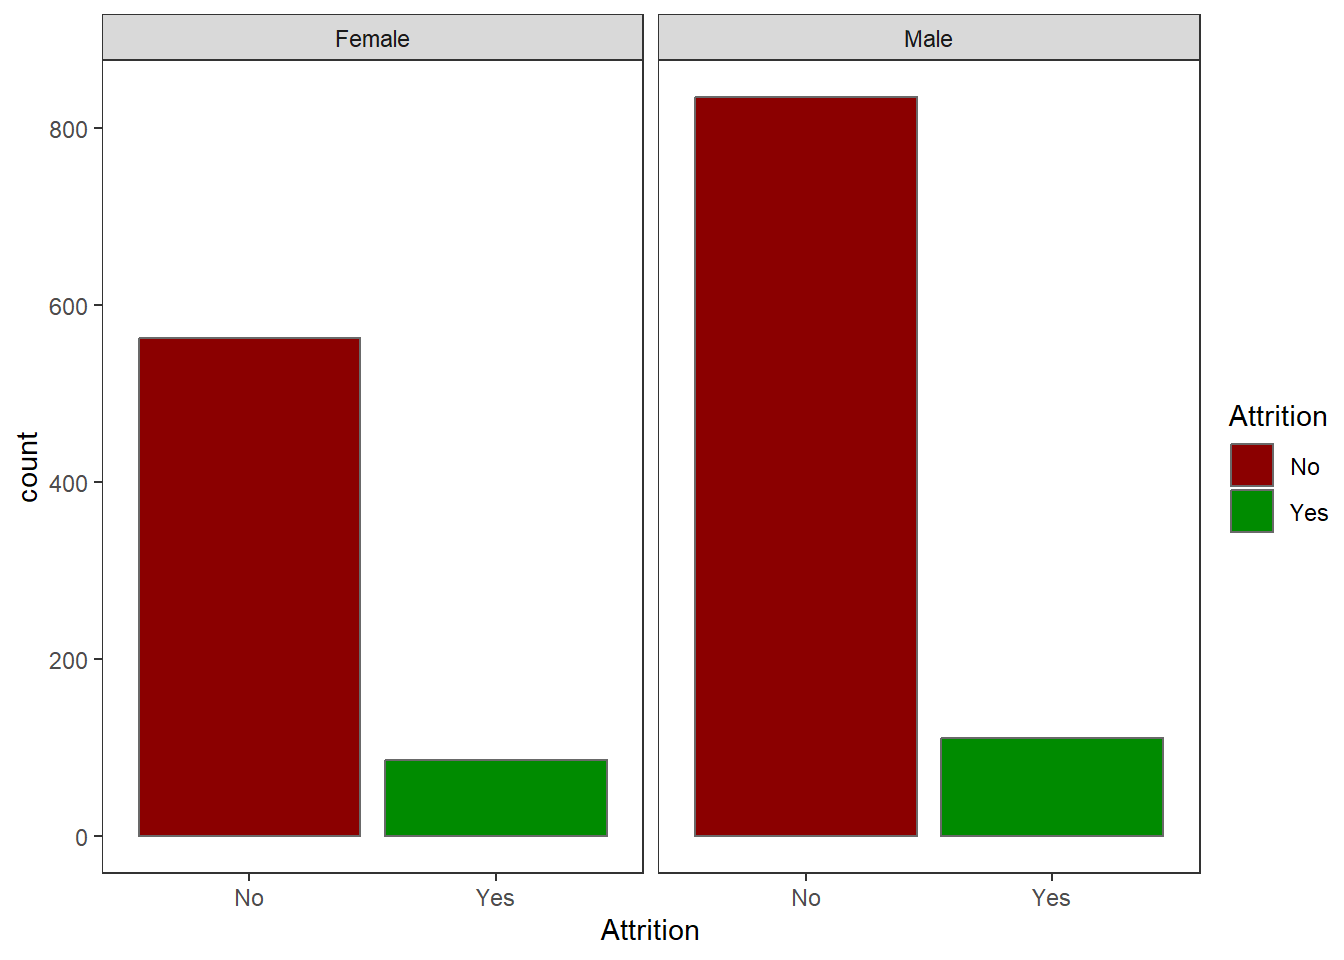 Female
Male
800
600
400
200
0
count
No
Yes
No
Yes
Attrition
Attrition
No
Yes